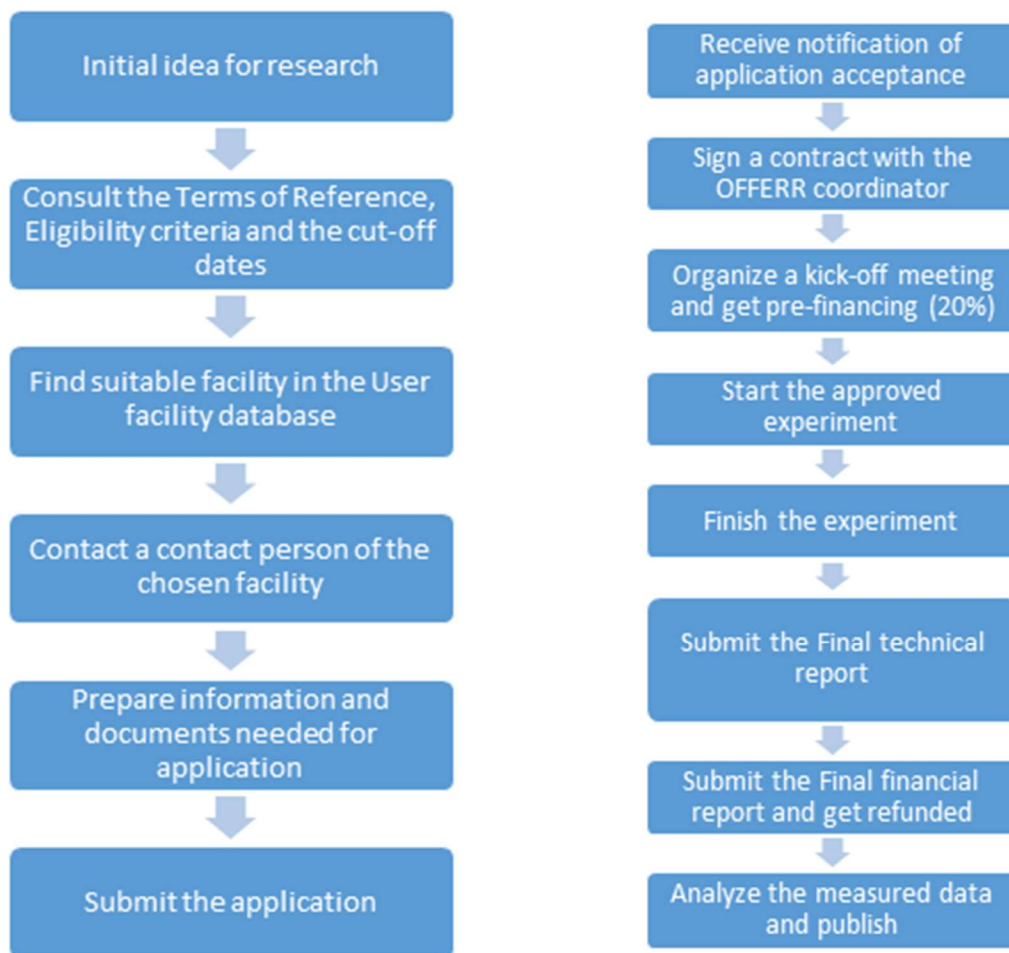 Initial idea for research
Consult the Terms of Reference,
Eligibility criteria and the cut-off
dates
Find suitable facility in the User
facility database
Contact a contact person of the
chosen facility
Prepare information and
documents needed for
application
Submit the application
Receive notification of
application acceptance
Sign a contract with the
OFFERR coordinator
Organize a kick-off meeting
and get pre-financing (20%)
Start the approved
experiment
Finish the experiment
Submit the Final technical
report
Submit the Final financial
report and get refunded
Analyze the measured data
and publish